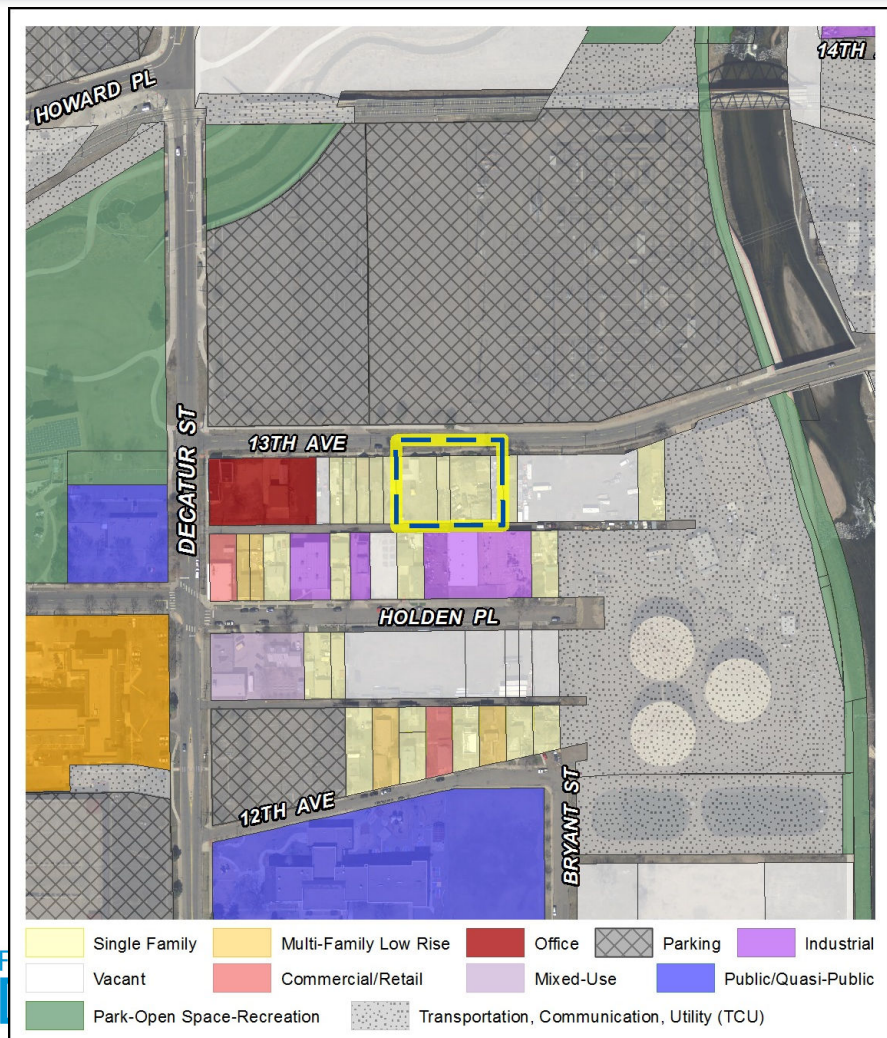 HOWARD PL
14TH
DECATUR ST
13TH AVE
HOLDEN PL
12TH AVE
BRYANT ST
Single Family
Multi-Family Low Rise
Office
Parking
Industrial
Vacant
Commercial/Retail
Mixed-Use
Public/Quasi-Public
Park-Open Space-Recreation
Transportation, Communication, Utility (TCU)